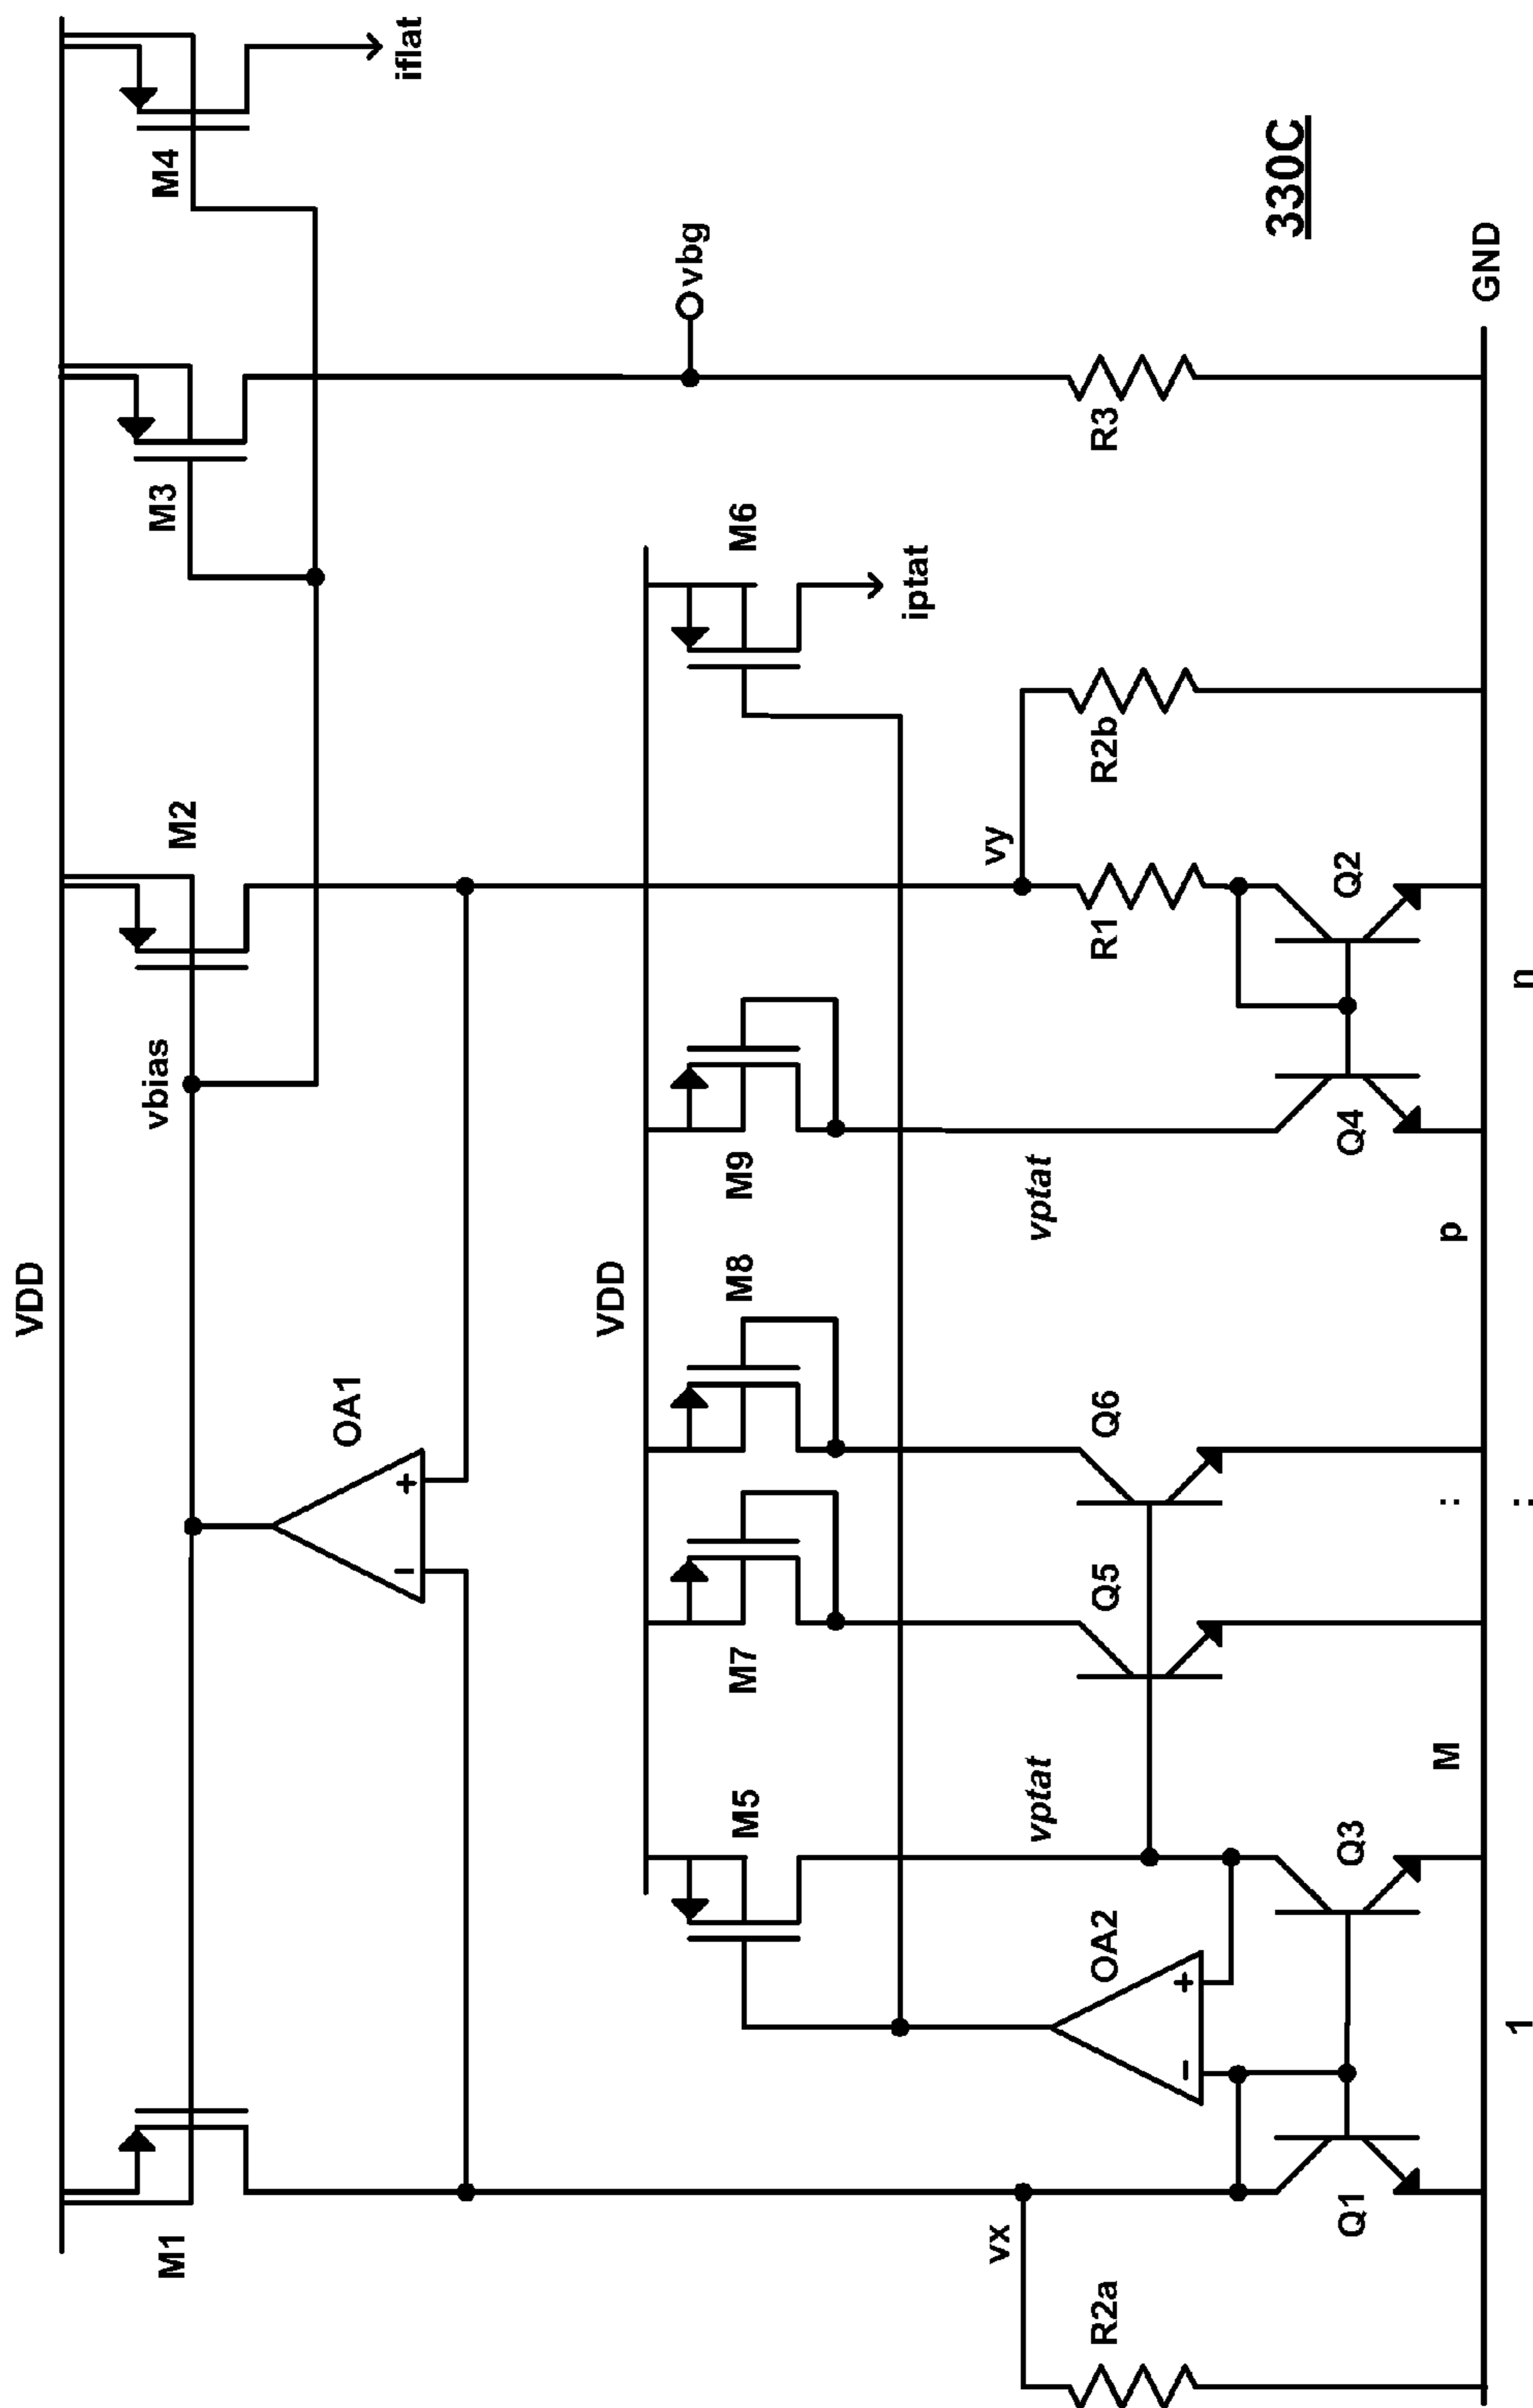 VDD
M1
vbias
M2
M3
M4
iflat
OA1
-
+
VDD
M5
M7
M8
M9
M6
iptat
vbg
330C
vx
vptat
vptat
vy
R2a
OA2
-
+
Q5
Q6
R1
R2b
R3
Q1
Q3
Q4
Q2
M
:
p
GND
1
:
n